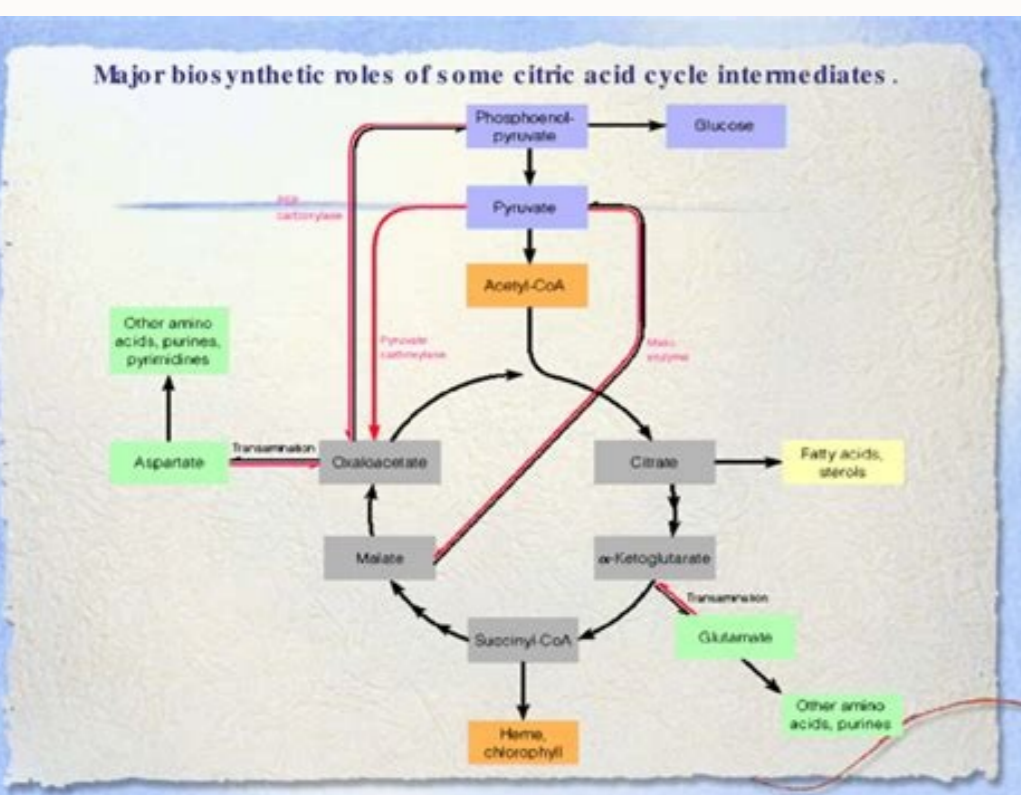 Major biosynthetic roles of some citric acid cycle intermediates .
Phosphoenol-
pyruvate
Glucose
PEP
carboxylase
Pyruvate
Acetyl-CoA
Other amino
acids, purines,
pyrimidines
Pyruvate
carboxylase
Malic
enzyme
Aspartate
Transamination
Oxaloacetate
Citrate
Fatty acids,
sterols
Malate
α-Ketoglutarate
Transamination
Succinyl-CoA
Glutamate
Other amino
acids, purines
Heme,
chlorophyll